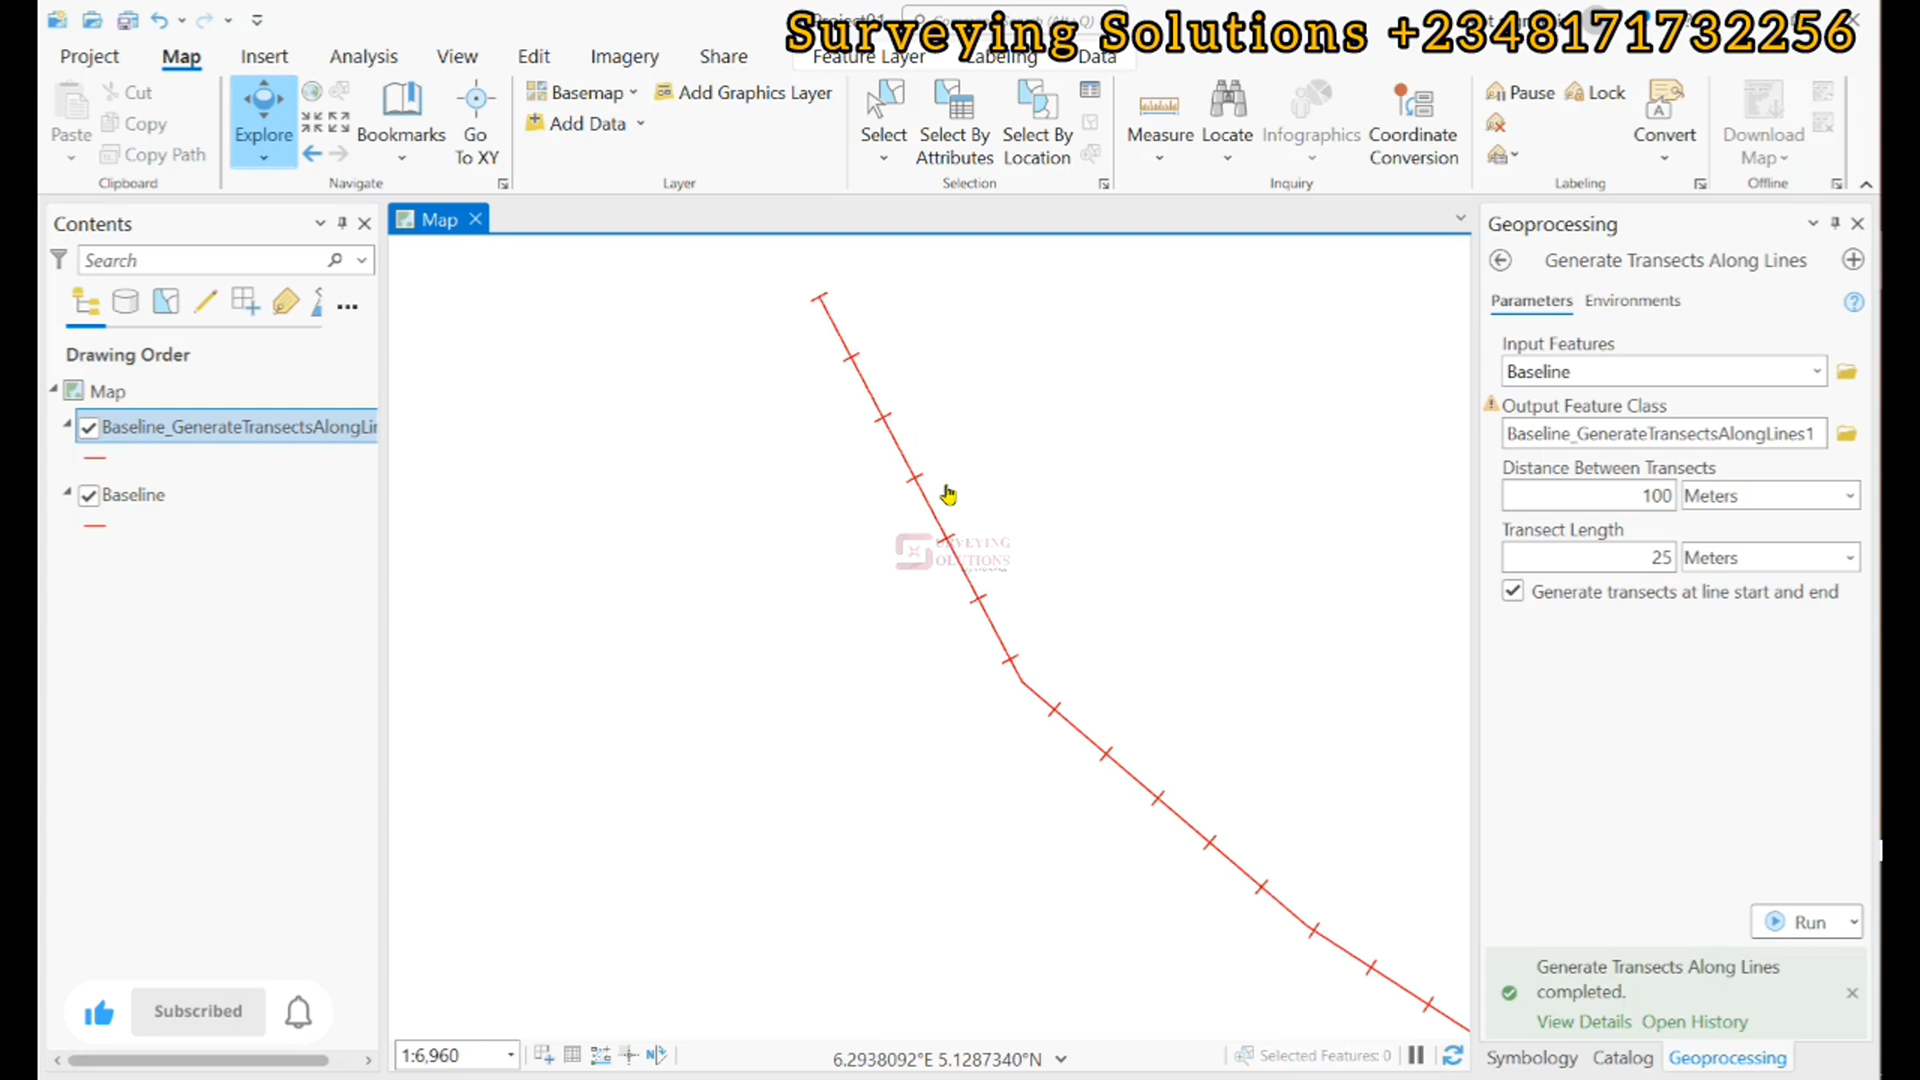 Surveying Solutions +2348171732256
Project Map Insert Analysis View Edit Imagery Share Feature Layer Labeling Data
Paste Cut Copy Copy Path
Explore Bookmarks Go To XY
Basemap Add Data Add Graphics Layer
Select Select By Attributes Select By Location
Measure Locate Infographics Coordinate Conversion
Pause Lock Convert Download Map
Clipboard Navigate Layer Selection Inquiry Labeling Offline
Contents
Search
Drawing Order
Map
Baseline_GenerateTransectsAlongLin
Baseline
Subscribed
Map
SURVEYING
SOLUTIONS
1:6,960
6.2938092°E 5.1287340°N
Selected Features: 0
Geoprocessing
Generate Transects Along Lines
Parameters Environments
Input Features
Baseline
Output Feature Class
Baseline_GenerateTransectsAlongLines1
Distance Between Transects
100 Meters
Transect Length
25 Meters
Generate transects at line start and end
Run
Generate Transects Along Lines
completed.
View Details Open History
Symbology Catalog Geoprocessing